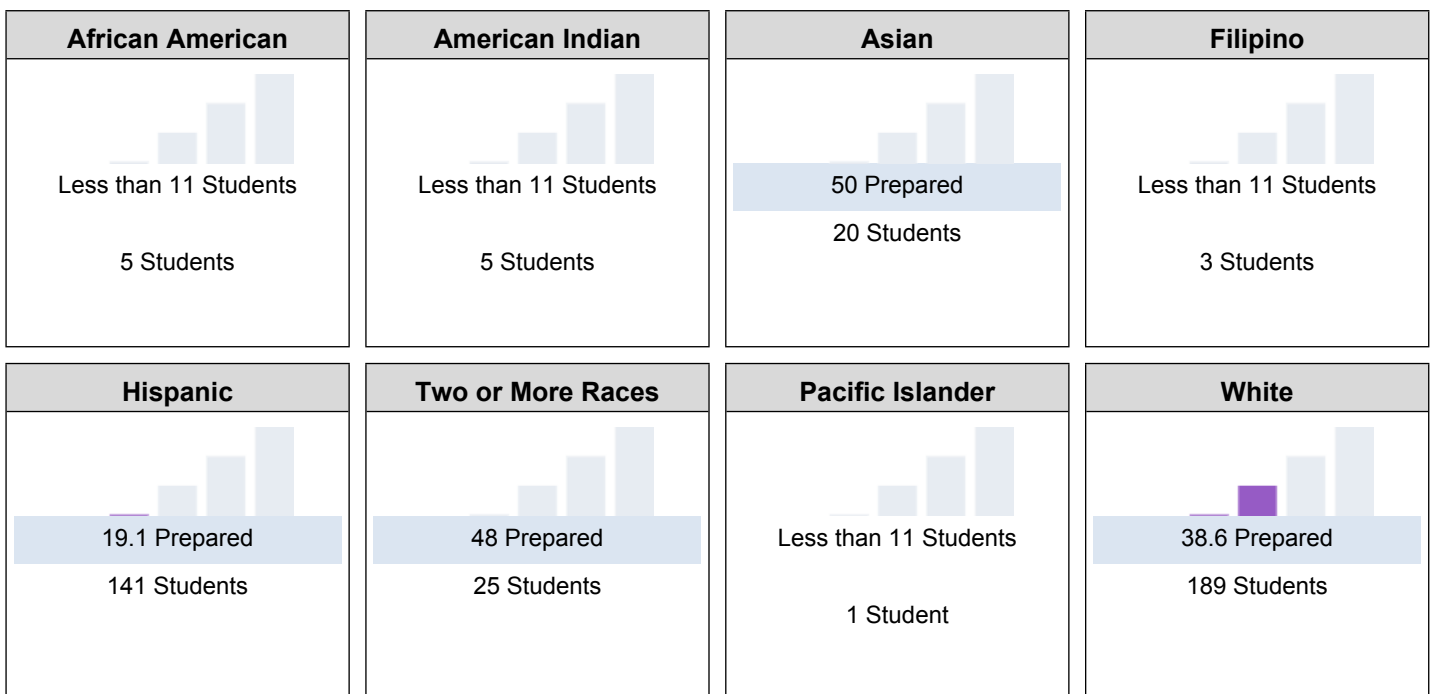 African American
Less than 11 Students
5 Students
American Indian
Less than 11 Students
5 Students
Asian
50 Prepared
20 Students
Filipino
Less than 11 Students
3 Students
Hispanic
19.1 Prepared
141 Students
Two or More Races
48 Prepared
25 Students
Pacific Islander
Less than 11 Students
1 Student
White
38.6 Prepared
189 Students